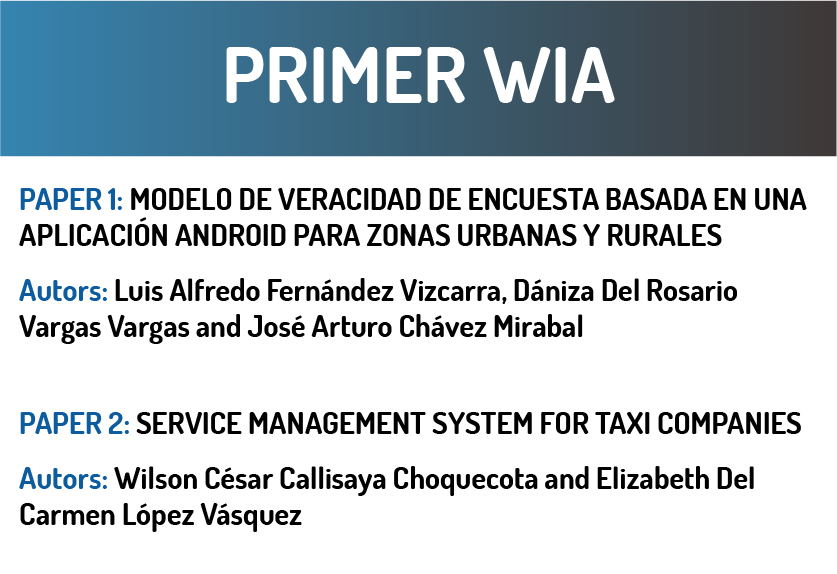 PRIMER WIA
PAPER 1: MODELO DE VERACIDAD DE ENCUESTA BASADA EN UNA
APLICACIÓN ANDROID PARA ZONAS URBANAS Y RURALES
Autors: Luis Alfredo Fernández Vizcarra, Dániza Del Rosario
Vargas Vargas and José Arturo Chávez Mirabal
PAPER 2: SERVICE MANAGEMENT SYSTEM FOR TAXI COMPANIES
Autors: Wilson César Callisaya Choquecota and Elizabeth Del
Carmen López Vásquez